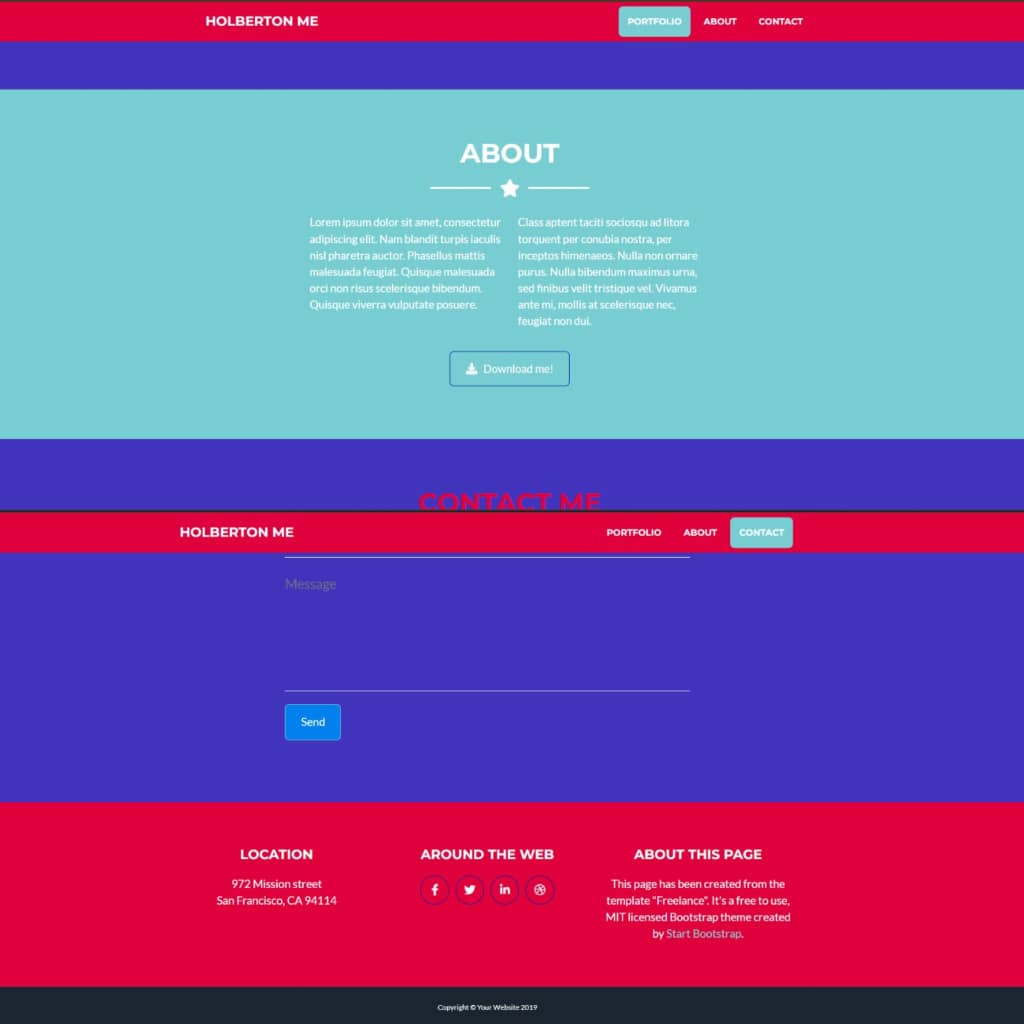 HOLBERTON ME
PORTFOLIO
ABOUT
CONTACT
ABOUT
Lorem ipsum dolor sit amet, consectetur
adipiscing elit. Nam blandit turpis iaculis
nisl pharetra auctor. Phasellus mattis
malesuada feugiat. Quisque malesuada
orci non risus scelerisque bibendum.
Quisque viverra vulputate posuere.
Class aptent taciti sociosqu ad litora
torquent per conubia nostra, per
inceptos himenaeos. Nulla non ornare
purus. Nulla bibendum maximus urna,
sed finibus velit tristique vel. Vivamus
ante mi, mollis at scelerisque nec,
feugiat non dui.
Download me!
CONTACT ME
HOLBERTON ME
PORTFOLIO
ABOUT
CONTACT
Message
Send
LOCATION
972 Mission street
San Francisco, CA 94114
AROUND THE WEB
ABOUT THIS PAGE
This page has been created from the
template "Freelance". It's a free to use,
MIT licensed Bootstrap theme created
by Start Bootstrap.
Copyright © Your Website 2019